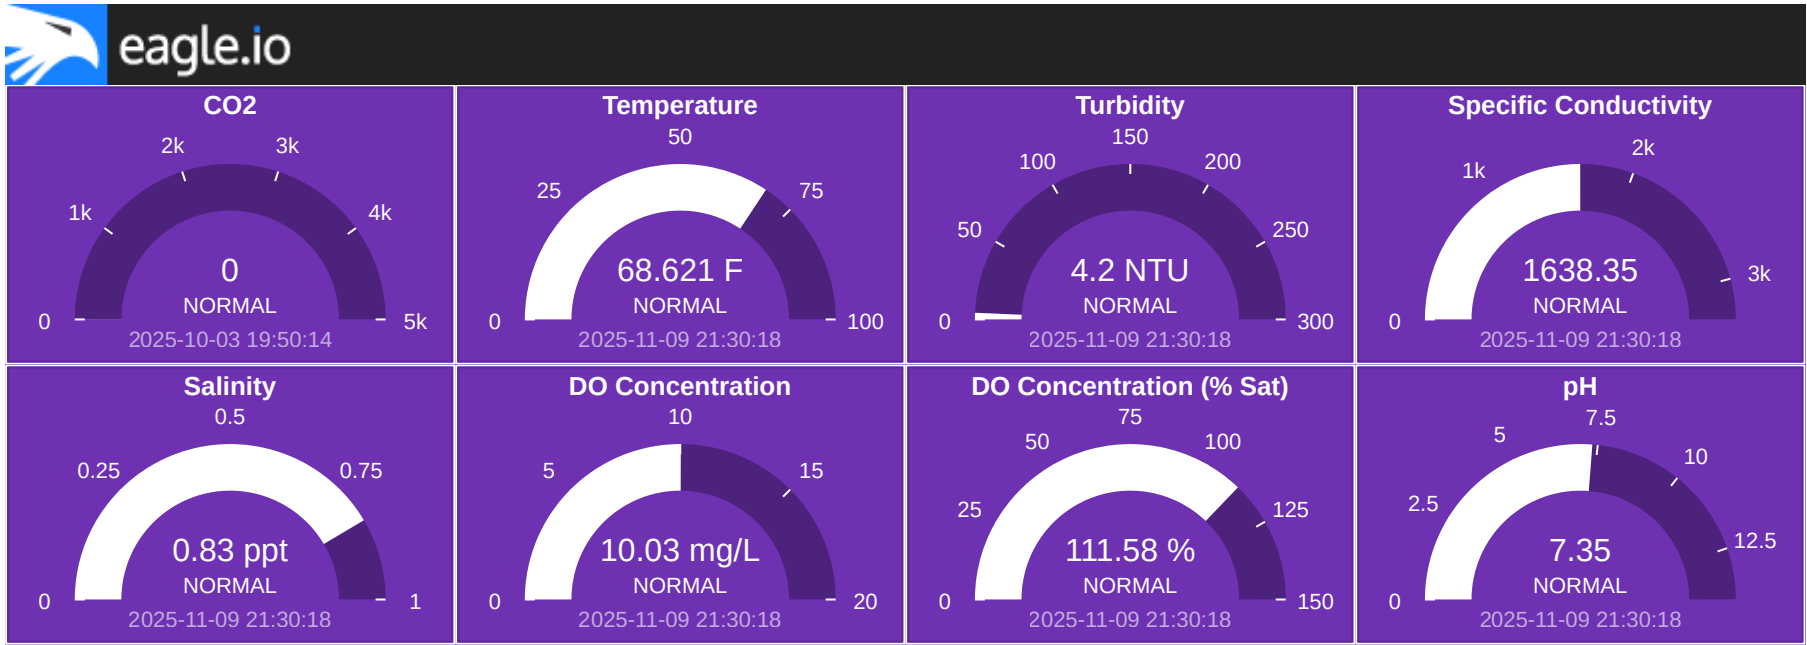 eagle.io
CO2
2k
3k
1k
4k
0
NORMAL
0
5k
2025-10-03 19:50:14
Temperature
50
25
75
68.621 F
NORMAL
0
100
2025-11-09 21:30:18
Turbidity
150
100
200
50
250
4.2 NTU
NORMAL
0
300
2025-11-09 21:30:18
Specific Conductivity
2k
1k
3k
1638.35
NORMAL
0
2025-11-09 21:30:18
Salinity
0.5
0.25
0.75
0.83 ppt
NORMAL
0
1
2025-11-09 21:30:18
DO Concentration
10
5
15
10.03 mg/L
NORMAL
0
20
2025-11-09 21:30:18
DO Concentration (% Sat)
75
50
100
25
125
111.58 %
NORMAL
0
150
2025-11-09 21:30:18
pH
7.5
5
10
2.5
12.5
7.35
NORMAL
0
2025-11-09 21:30:18